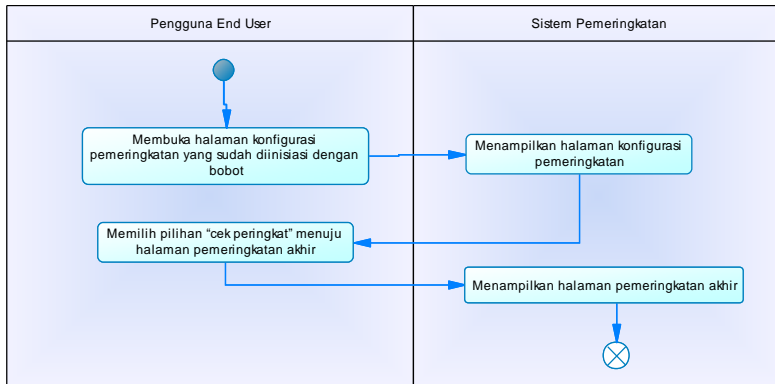 Pengguna End User
Sistem Pemeringkatan
Membuka halaman konfigurasi
pemeringkatan yang sudah diinisiasi dengan
bobot
Menampilkan halaman konfigurasi
pemeringkatan
Memilih pilihan “cek peringkat” menuju
halaman pemeringkatan akhir
Menampilkan halaman pemeringkatan akhir